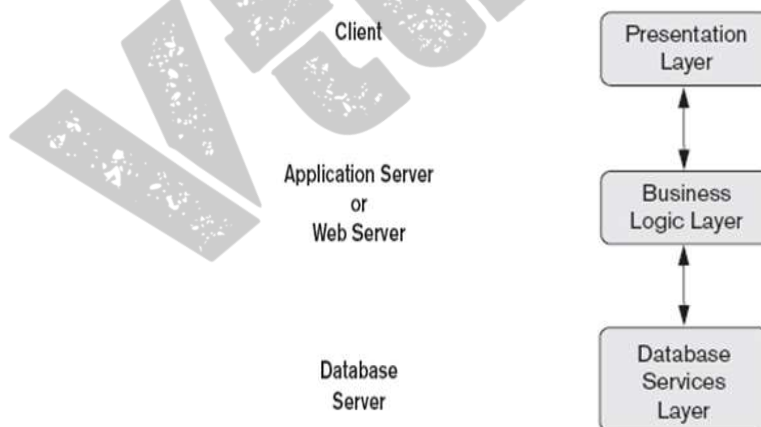 Client
Presentation
Layer
Application Server
or
Web Server
Business
Logic Layer
Database
Server
Database
Services
Layer